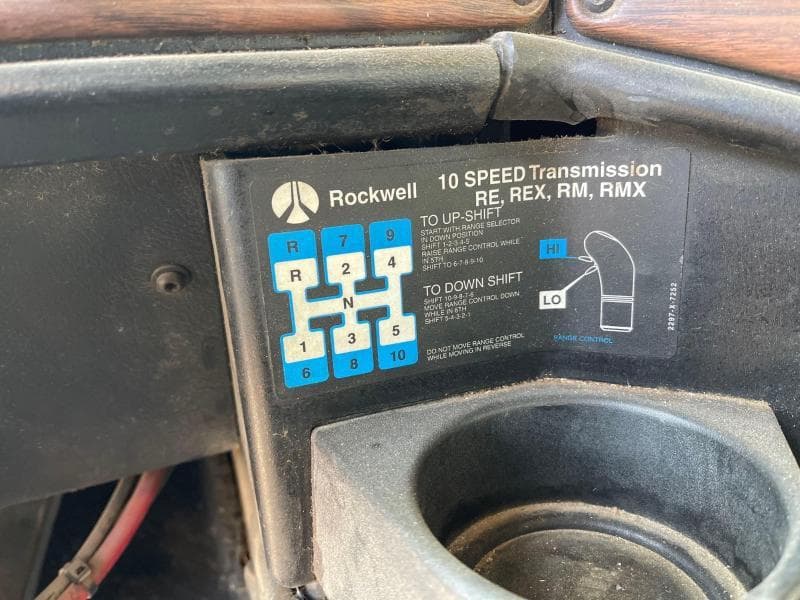 Rockwell
10 SPEED Transmission
RE, REX, RM, RMX
R 7 9
R 2 4
N
1 3 5
6 8 10
TO UP-SHIFT
START WITH RANGE SELECTOR
IN DOWN POSITION
SHIFT 1-2-3-4-5
RAISE RANGE CONTROL WHILE
IN 5TH
SHIFT TO 6-7-8-9-10
TO DOWN SHIFT
SHIFT 10-9-8-7-6
MOVE RANGE CONTROL DOWN
WHILE IN 6TH
SHIFT 5-4-3-2-1
DO NOT MOVE RANGE CONTROL
WHILE MOVING IN REVERSE
HI
LO
RANGE CONTROL
2297-X-7252